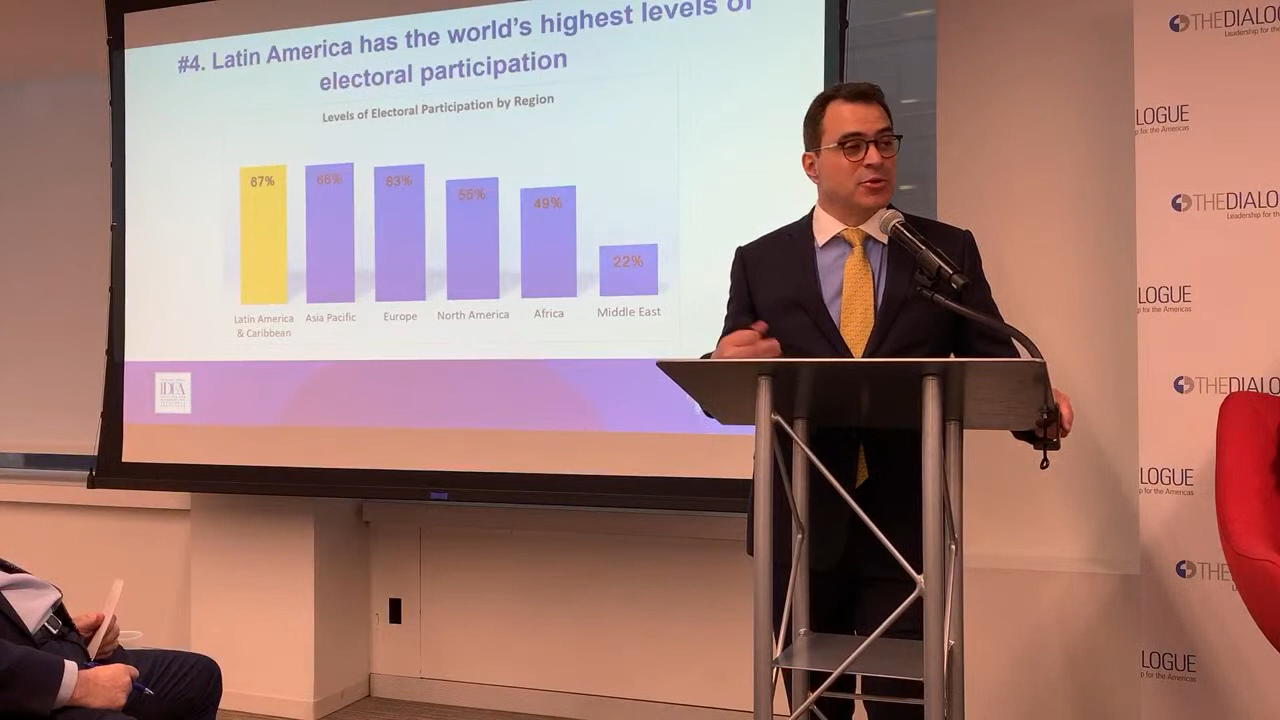 #4. Latin America has the world's highest levels of
electoral participation
Levels of Electoral Participation by Region
67%
66%
63%
55%
49%
22%
Latin America
& Caribbean
Asia Pacific
Europe
North America
Africa
Middle East
IDEA
THEDIALOG
Leadership for the
LOGUE
p for the Americas
THEDIALOG
Leadership for the
LOGUE
p for the Americas
THEDIALO
LOGUE
p for the Americas
THE
LOGUE
p for the Americas